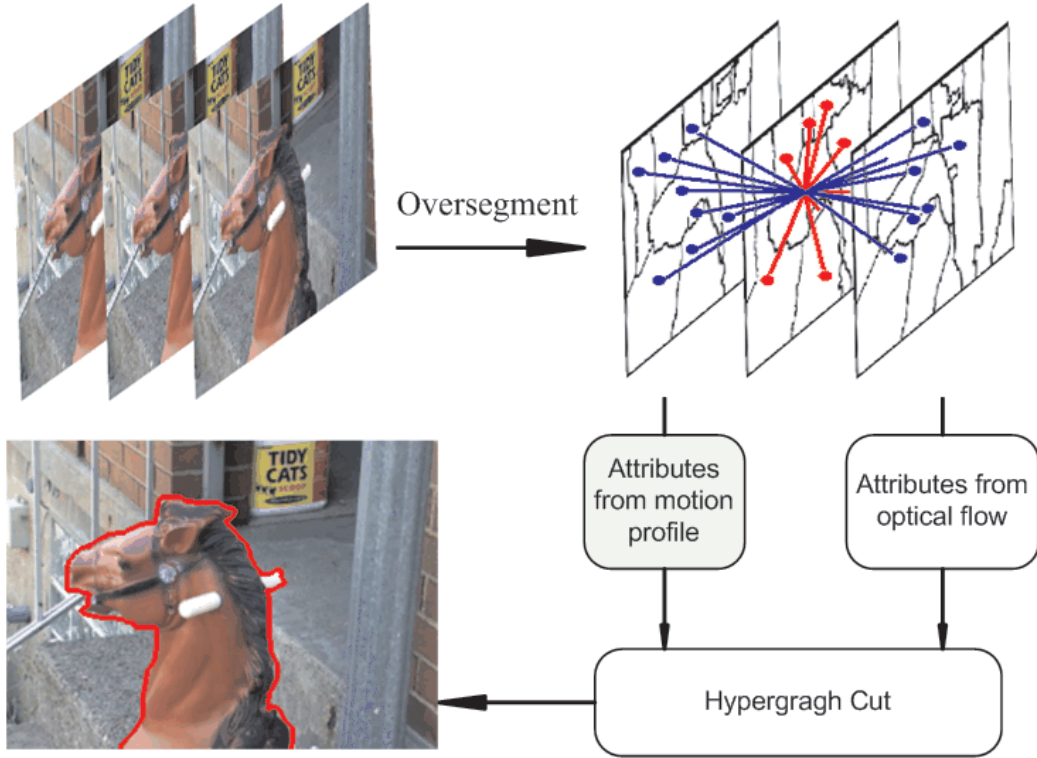 TIDY
CATS
TIDY
CATS
TIDY
CATS
Oversegment
Attributes
from motion
profile
Attributes from
optical flow
TIDY
CATS
SCOOP
Hypergragh Cut